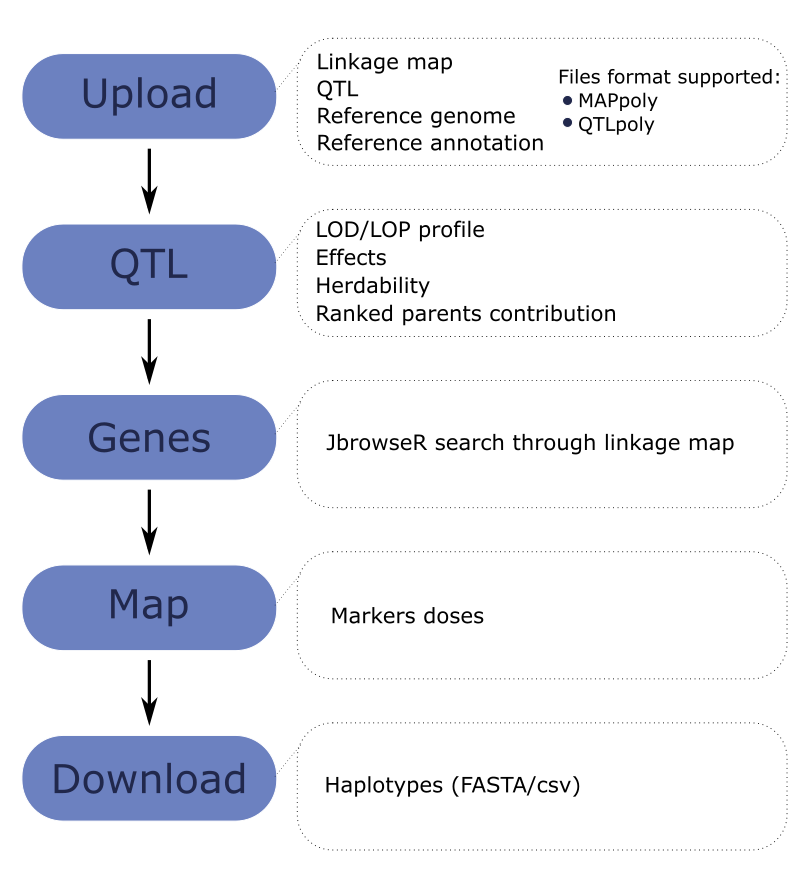 Upload
Linkage map
QTL
Reference genome
Reference annotation
Files format supported:
MAPpoly
QTLpoly
QTL
LOD/LOP profile
Effects
Herdability
Ranked parents contribution
Genes
JbrowseR search through linkage map
Map
Markers doses
Download
Haplotypes (FASTA/csv)